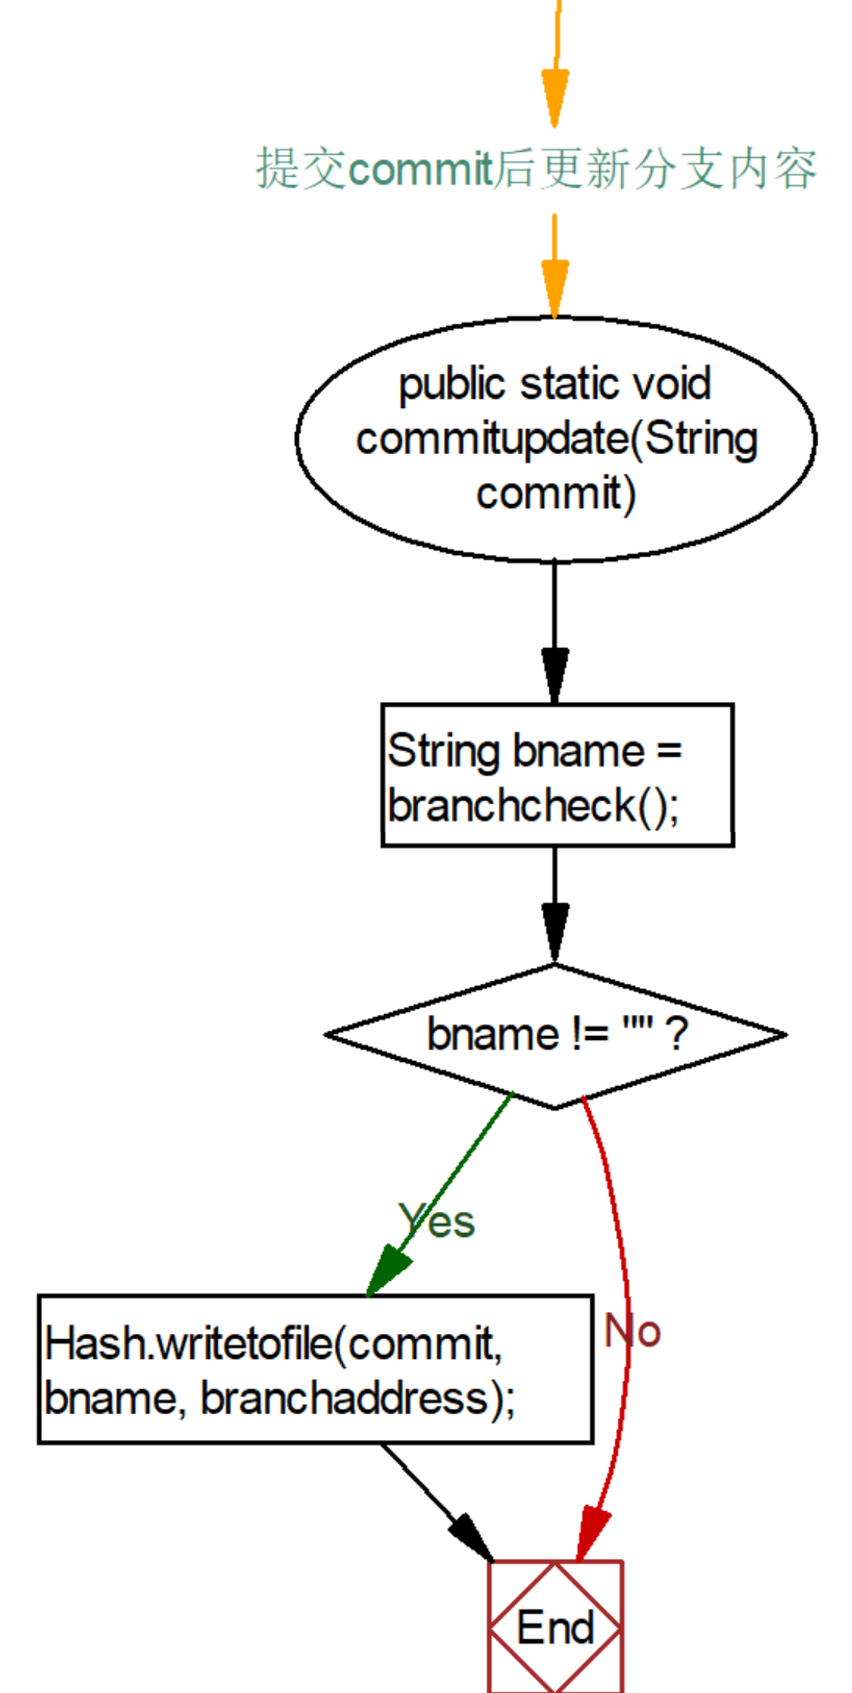 提交commit后更新分支内容
public static void
commitupdate(String
commit)
String bname =
branchcheck();
bname != "" ?
Yes
No
Hash.writetofile(commit,
bname, branchaddress);
End